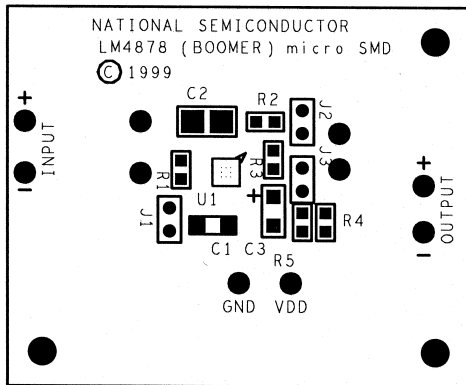 NATIONAL SEMICONDUCTOR
LM4878 (BOOMER) micro SMD
© 1999
C2
R2
J2
+
INPUT
-
R1
U1
R3
J3
+
J1
C1
C3
R4
R5
+
OUTPUT
-
GND
VDD